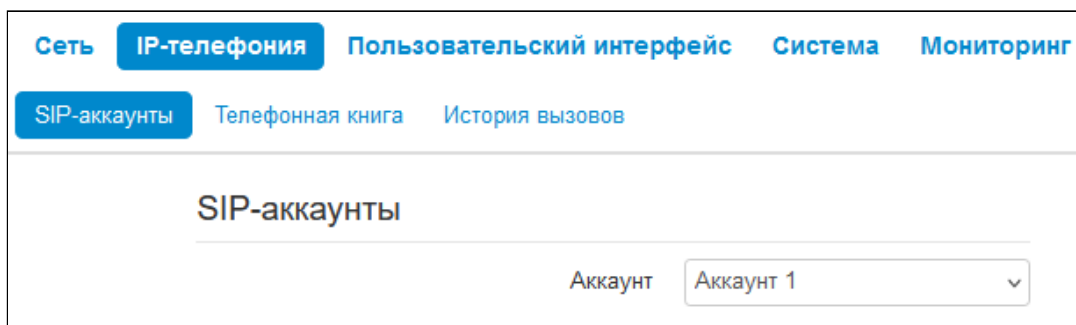 Сеть IP-телефония Пользовательский интерфейс Система Мониторинг
SIP-аккаунты Телефонная книга История вызовов
SIP-аккаунты
Аккаунт Аккаунт 1